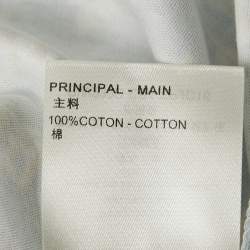 PRINCIPAL - MAIN
主料
100%COTON - COTTON
棉